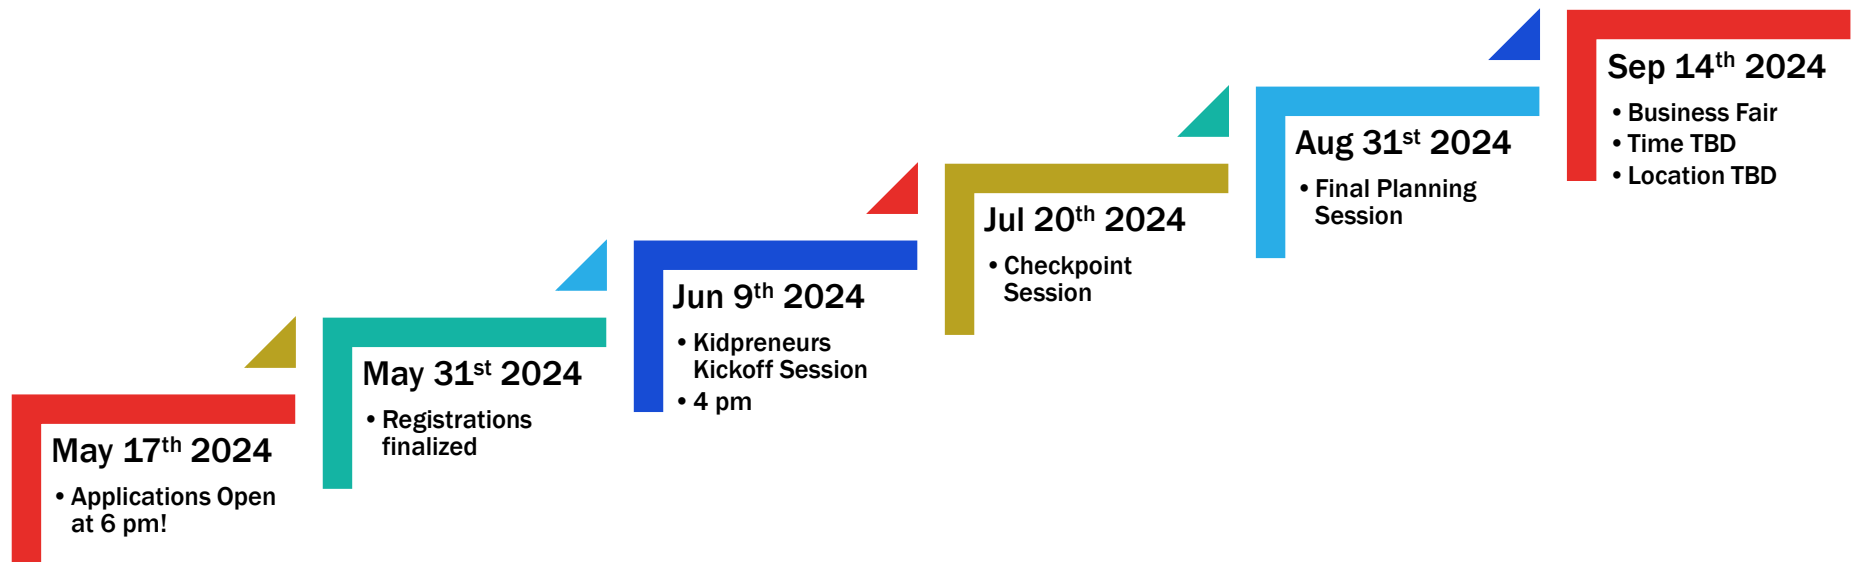 May 17th 2024
• Applications Open
at 6 pm!
May 31st 2024
• Registrations
finalized
Jun 9th 2024
• Kidpreneurs
Kickoff Session
• 4 pm
Jul 20th 2024
• Checkpoint
Session
Aug 31st 2024
• Final Planning
Session
Sep 14th 2024
• Business Fair
• Time TBD
• Location TBD